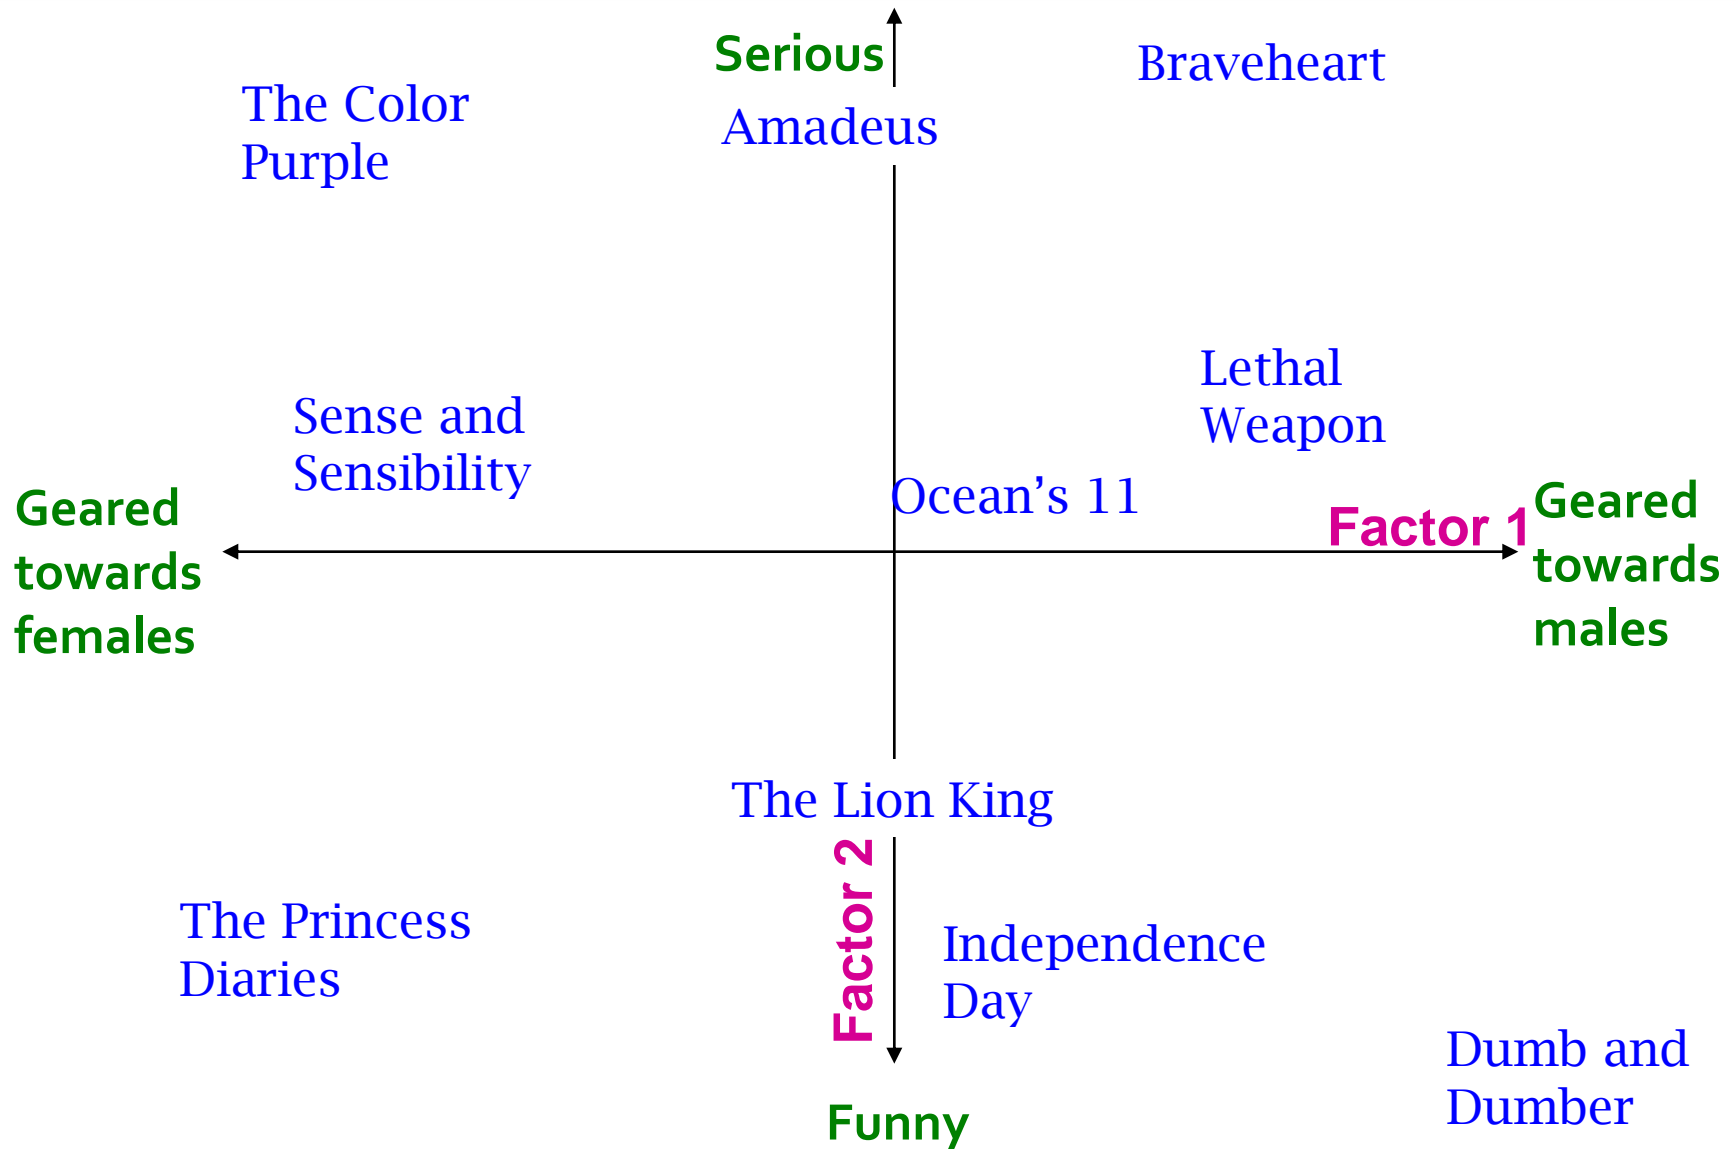 Serious
Braveheart
The Color
Purple
Amadeus
Lethal
Weapon
Sense and
Sensibility
Ocean’s 11
Geared
towards
females
Factor 1
Geared
towards
males
The Lion King
Factor 2
The Princess
Diaries
Independence
Day
Dumb and
Dumber
Funny